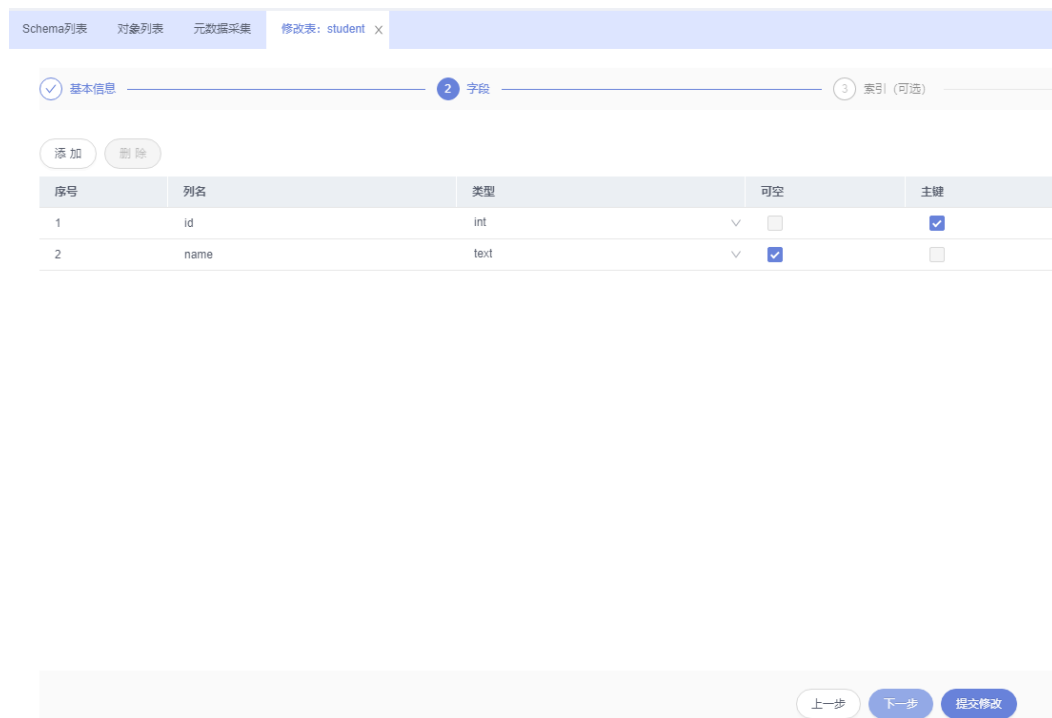 Schema列表 对象列表 元数据采集 修改表：student
基本信息 2 字段 3 索引（可选）
添加 删除
序号 列名 类型 可空 主键
1 id int
2 name text
上一步 下一步 提交修改